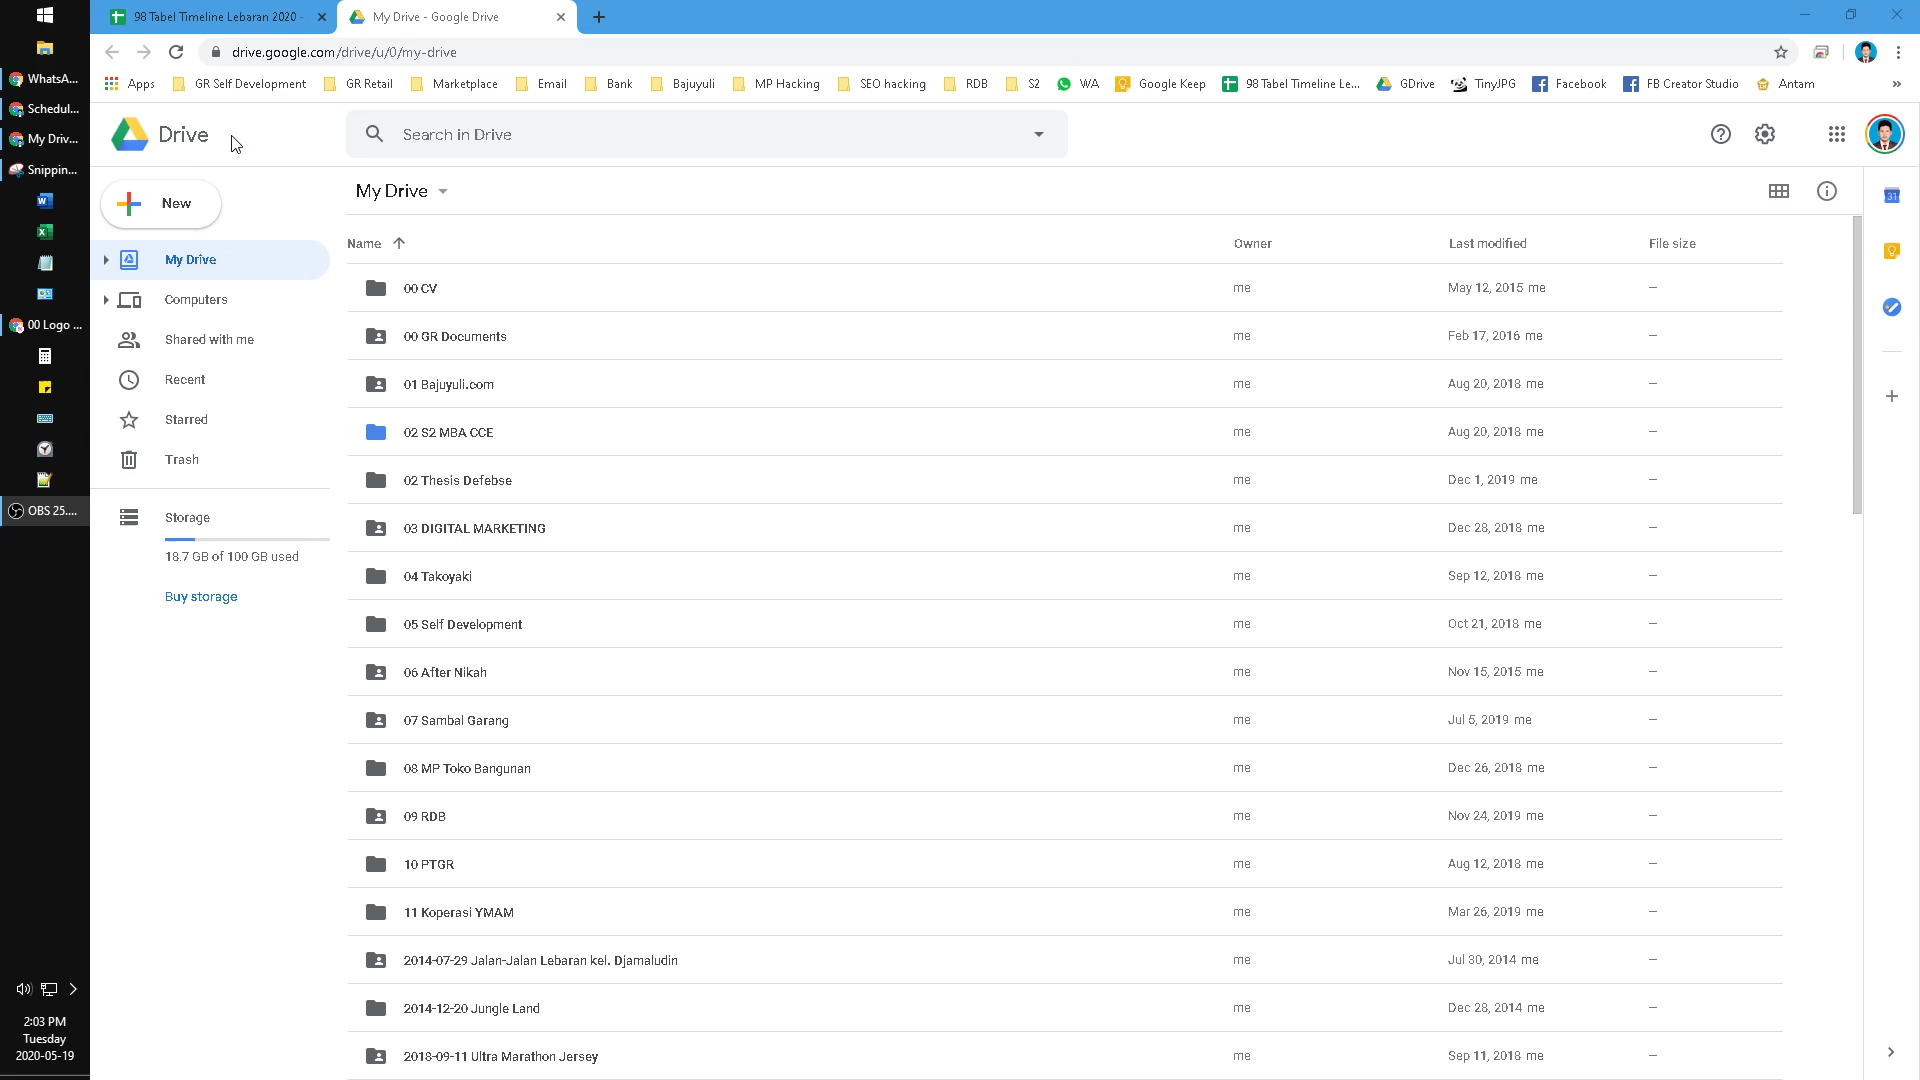 98 Tabel Timeline Lebaran 2020 -
My Drive - Google Drive
drive.google.com/drive/u/0/my-drive
Apps
GR Self Development
GR Retail
Marketplace
Email
Bank
Bajuyuli
MP Hacking
SEO hacking
RDB
S2
WA
Google Keep
98 Tabel Timeline Le...
GDrive
TinyJPG
Facebook
FB Creator Studio
Antam
»
WhatsA...
Schedul...
My Driv...
Snippin...
00 Logo ...
OBS 25....
2:03 PM
Tuesday
2020-05-19
Drive
Search in Drive
New
My Drive
Computers
Shared with me
Recent
Starred
Trash
Storage
18.7 GB of 100 GB used
Buy storage
My Drive
Name Owner Last modified File size
00 CV me May 12, 2015 me –
00 GR Documents me Feb 17, 2016 me –
01 Bajuyuli.com me Aug 20, 2018 me –
02 S2 MBA CCE me Aug 20, 2018 me –
02 Thesis Defebse me Dec 1, 2019 me –
03 DIGITAL MARKETING me Dec 28, 2018 me –
04 Takoyaki me Sep 12, 2018 me –
05 Self Development me Oct 21, 2018 me –
06 After Nikah me Nov 15, 2015 me –
07 Sambal Garang me Jul 5, 2019 me –
08 MP Toko Bangunan me Dec 26, 2018 me –
09 RDB me Nov 24, 2019 me –
10 PTGR me Aug 12, 2018 me –
11 Koperasi YMAM me Mar 26, 2019 me –
2014-07-29 Jalan-Jalan Lebaran kel. Djamaludin me Jul 30, 2014 me –
2014-12-20 Jungle Land me Dec 28, 2014 me –
2018-09-11 Ultra Marathon Jersey me Sep 11, 2018 me –
31